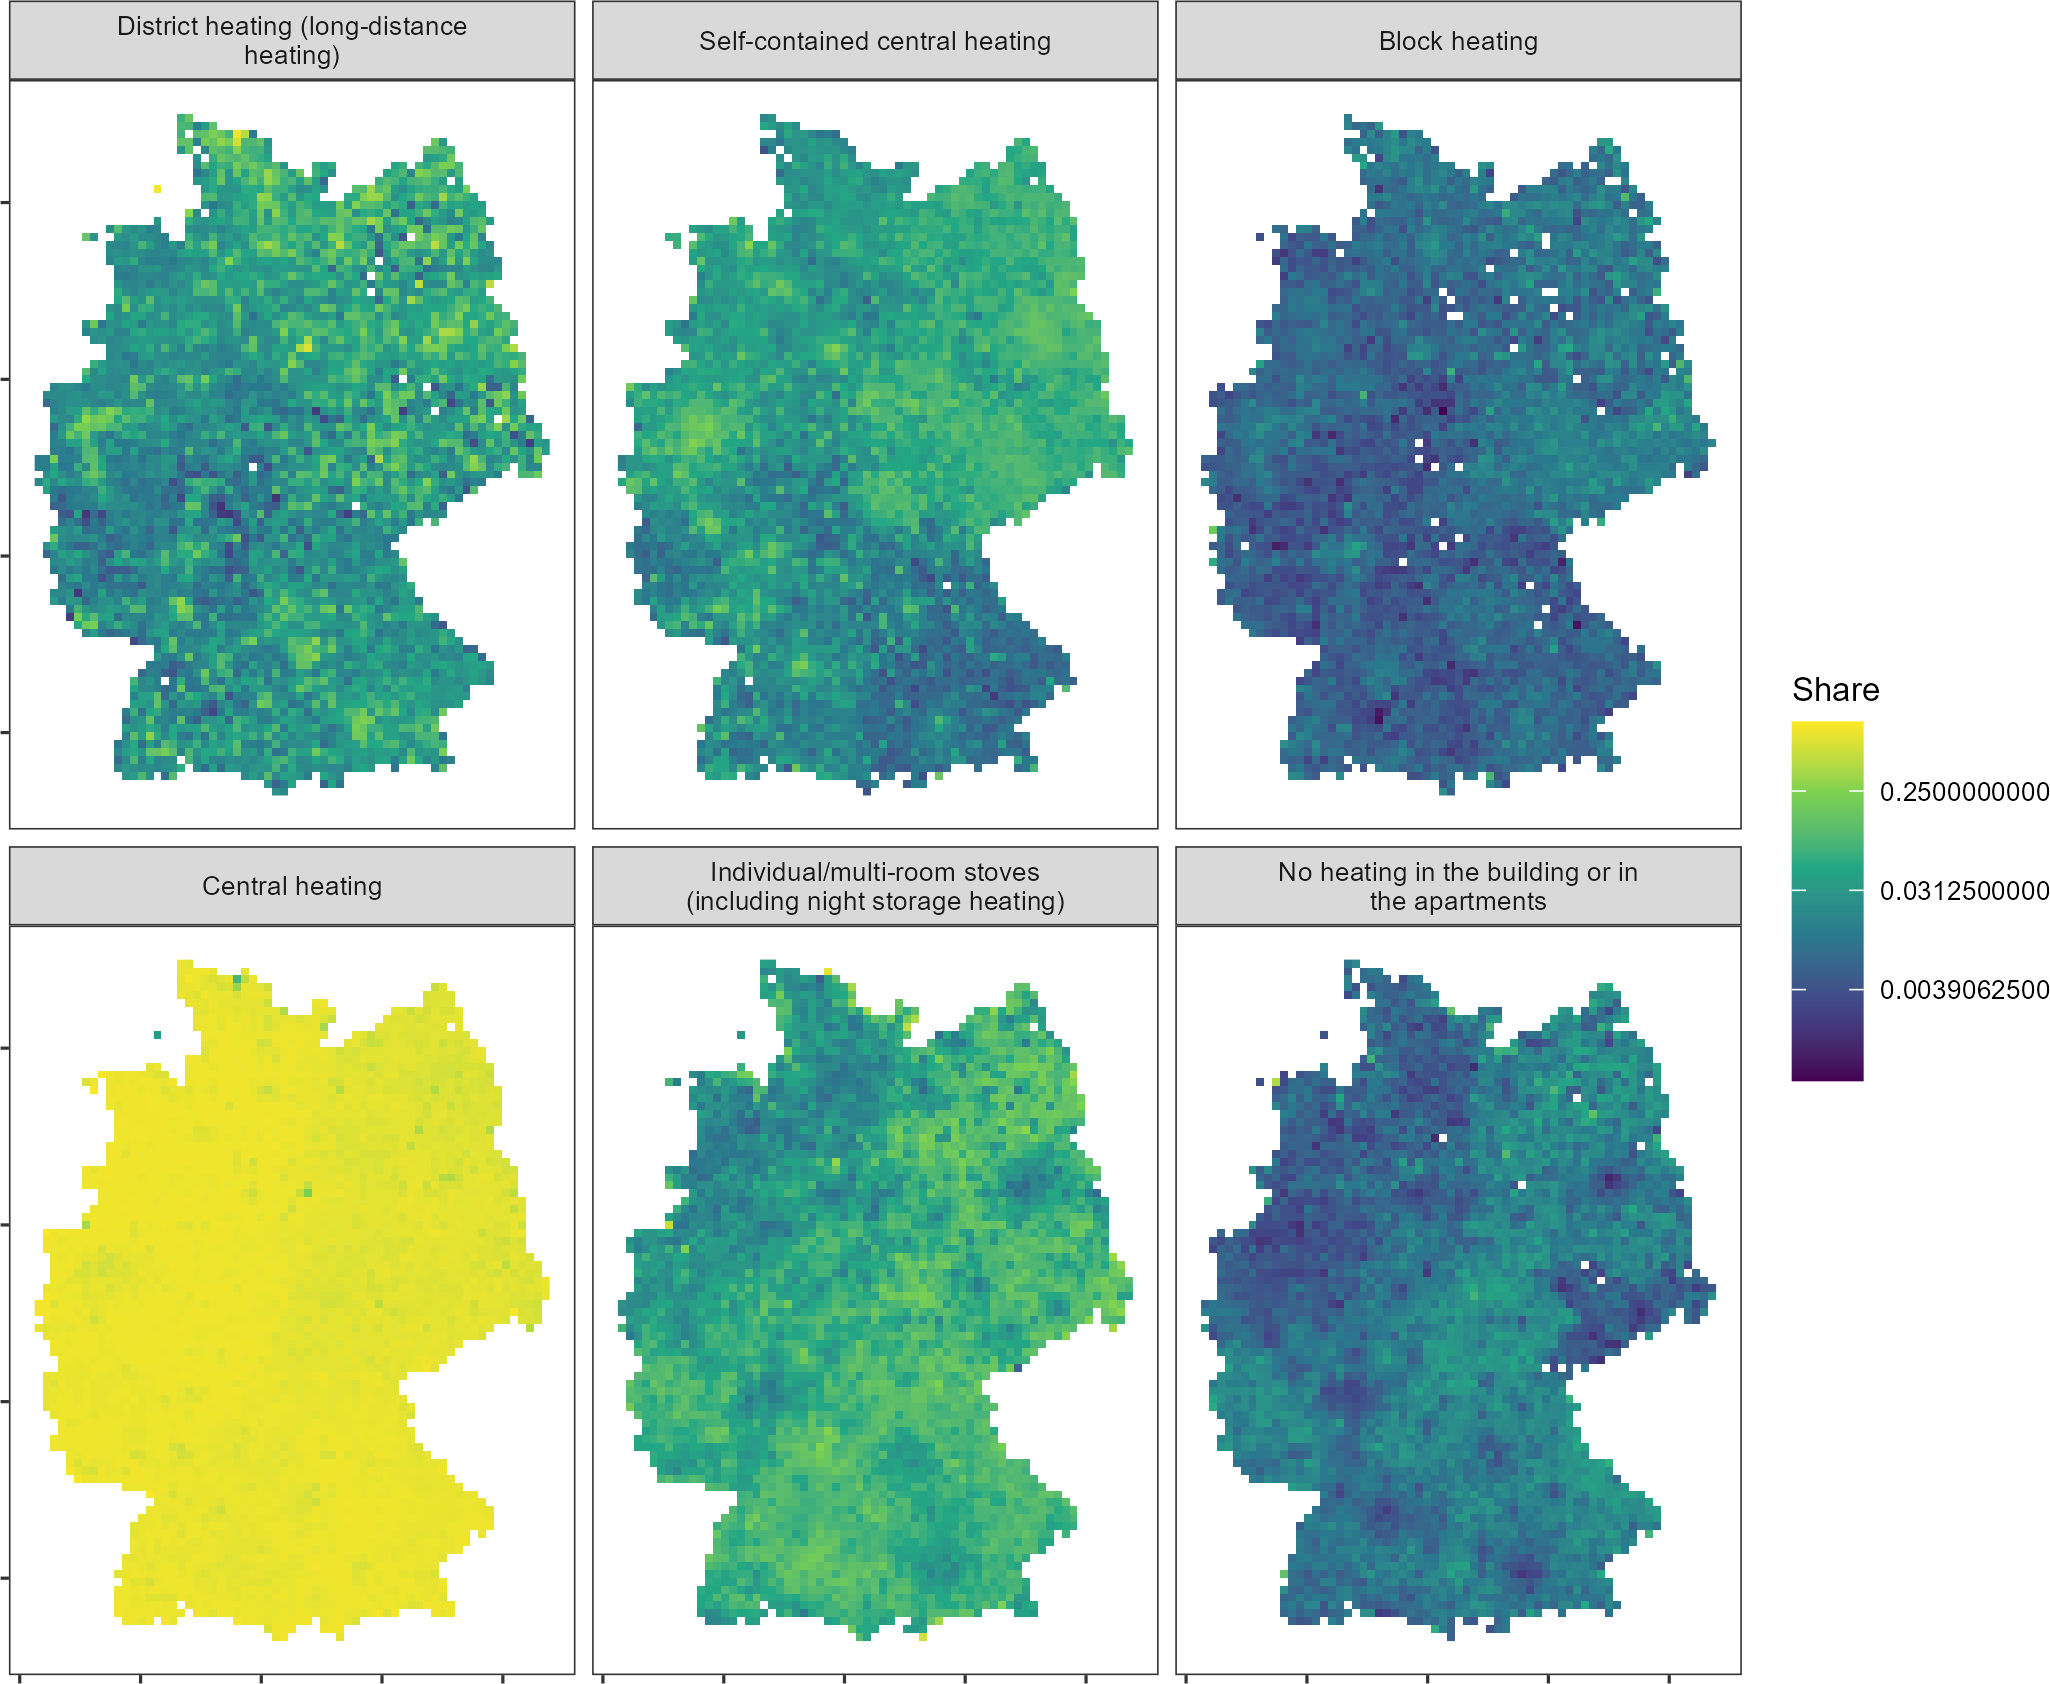 District heating (long-distance
heating)
Self-contained central heating
Block heating
Central heating
Individual/multi-room stoves
(including night storage heating)
No heating in the building or in
the apartments
Share
0.2500000000
0.0312500000
0.0039062500